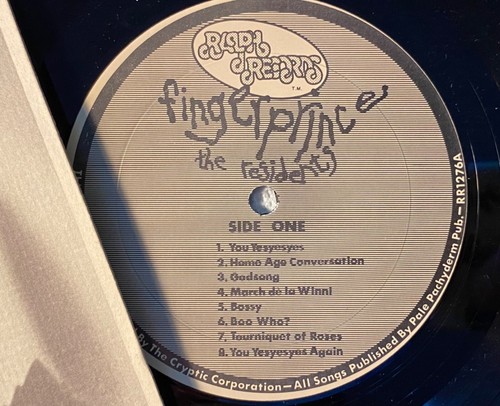 Ralph Records
T.M.
fingerprince
the residents
SIDE ONE
1. You Yesyesyes
2. Home Age Conversation
3. Godsong
4. March dè la Winni
5. Bossy
6. Boo Who?
7. Tourniquet of Roses
8. You Yesyesyes Again
By The Cryptic Corporation—All Songs Published By Pale Pachyderm Pub.—RR1276A